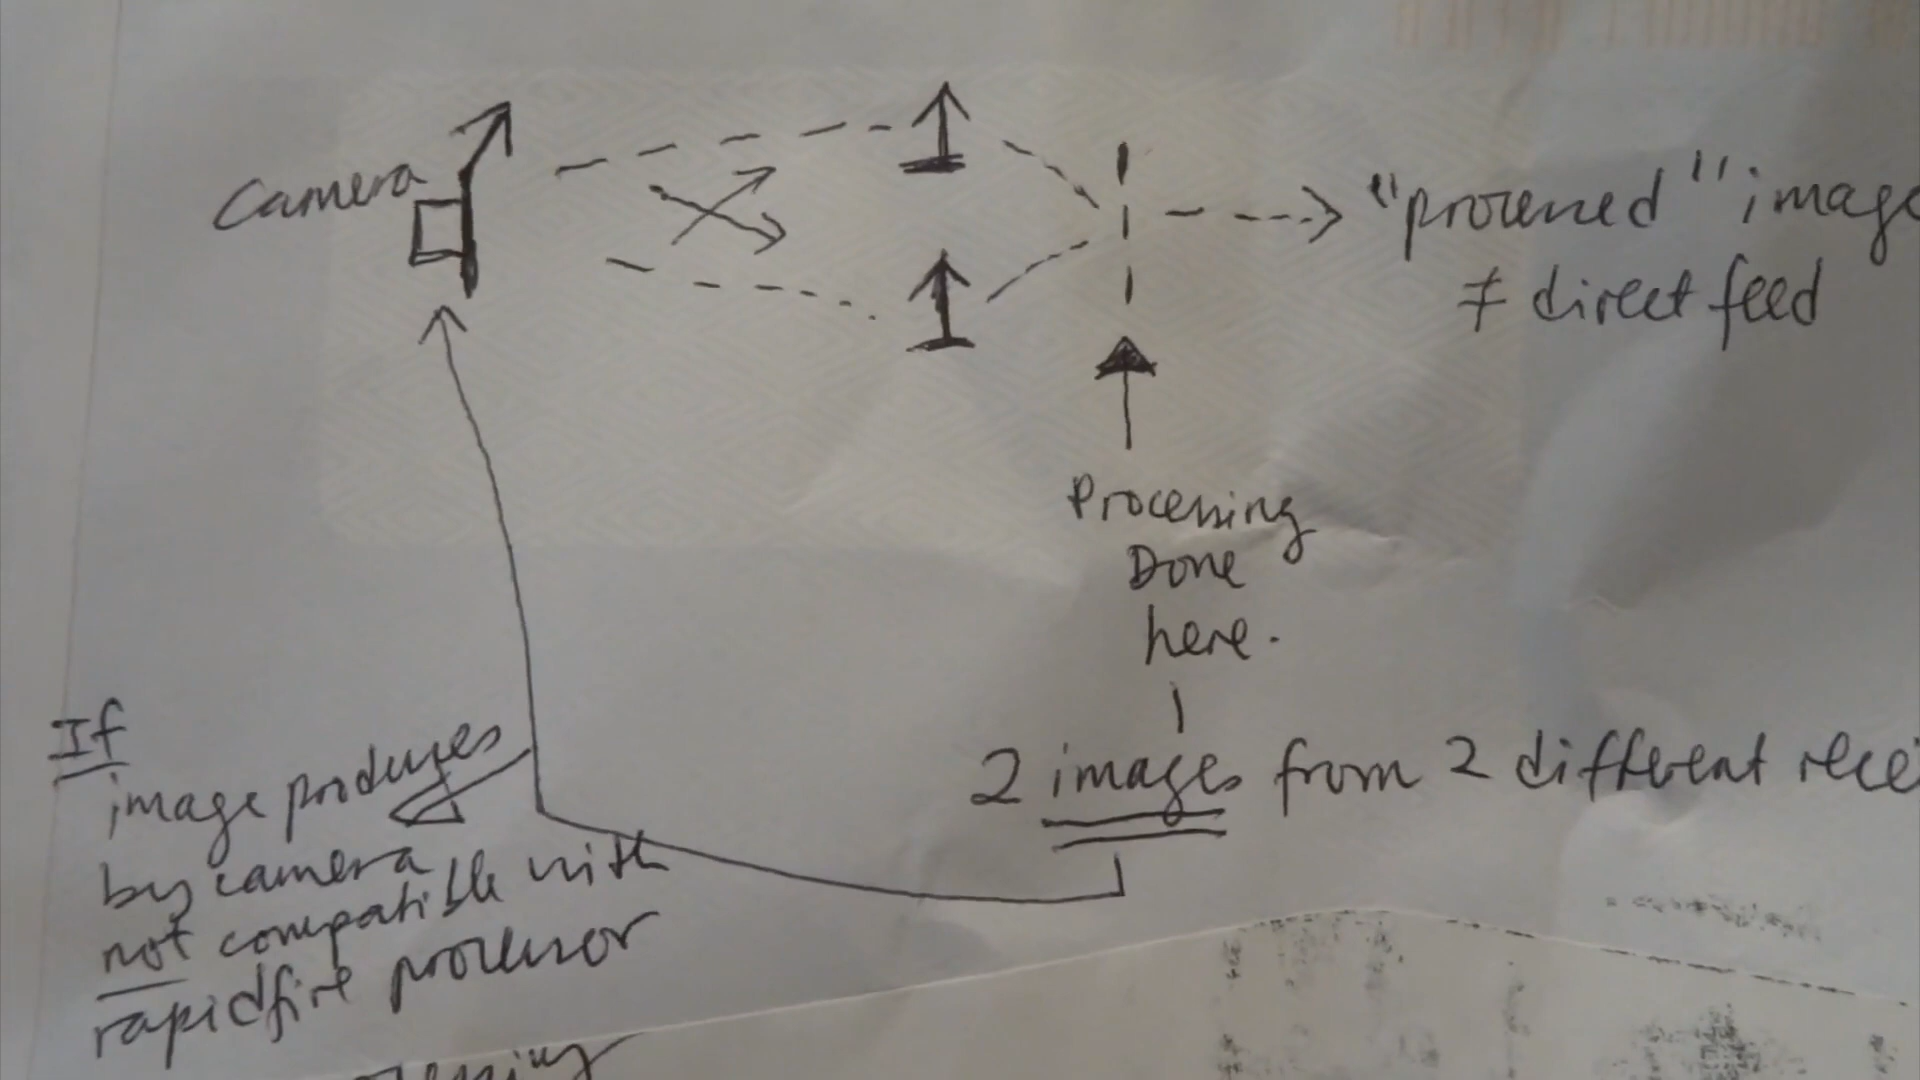 Camera
"processed" image
≠ direct feed
Processing
Done
here.
2 images from 2 different
If
image produces
by camera
not compatible with
rapidfire processor